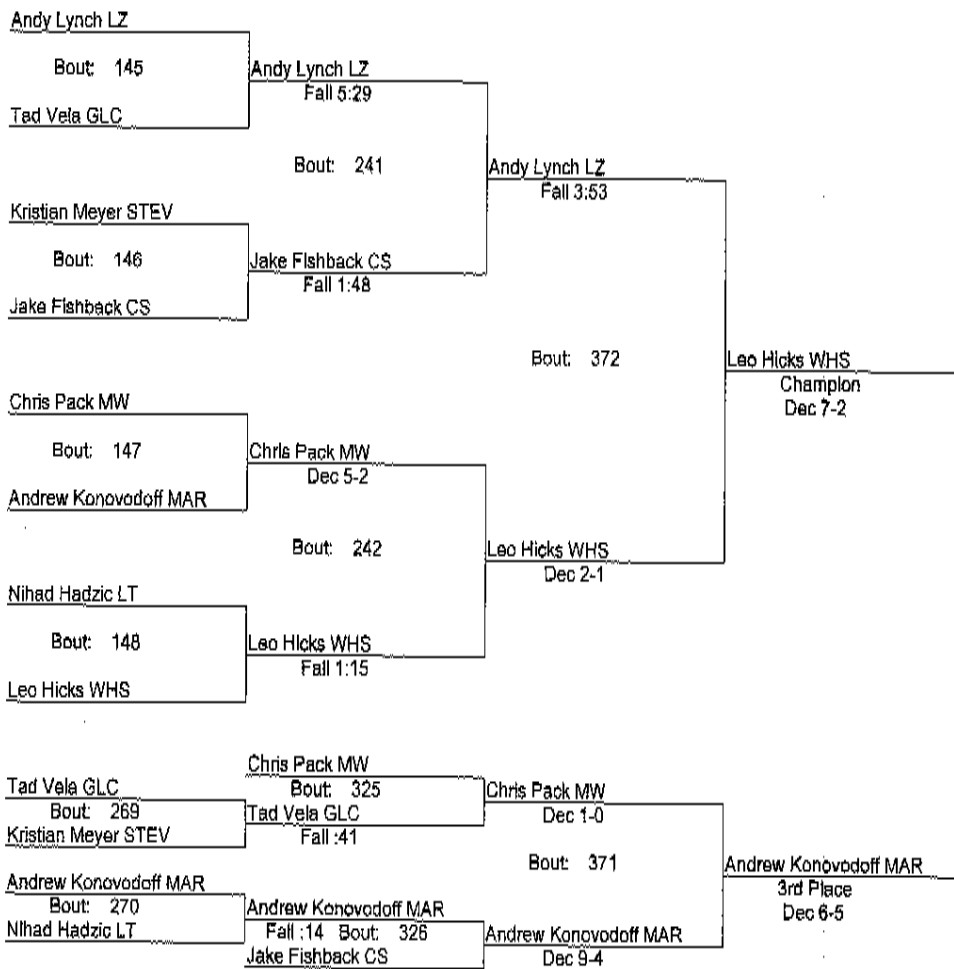 Andy Lynch LZ
Bout: 145
Andy Lynch LZ
Fall 5:29
Tad Vela GLC
Bout: 241
Andy Lynch LZ
Fall 3:53
Kristian Meyer STEV
Bout: 146
Jake Fishback CS
Fall 1:48
Jake Fishback CS
Bout: 372
Leo Hicks WHS
Champion
Dec 7-2
Chris Pack MW
Bout: 147
Chris Pack MW
Dec 5-2
Andrew Konovodoff MAR
Bout: 242
Leo Hicks WHS
Dec 2-1
Nihad Hadzic LT
Bout: 148
Leo Hicks WHS
Fall 1:15
Leo Hicks WHS
Chris Pack MW
Tad Vela GLC
Bout: 325
Chris Pack MW
Bout: 269
Tad Vela GLC
Dec 1-0
Kristian Meyer STEV
Fall :41
Bout: 371
Andrew Konovodoff MAR
3rd Place
Dec 6-5
Andrew Konovodoff MAR
Bout: 270
Andrew Konovodoff MAR
Nihad Hadzic LT
Fall :14 Bout: 326
Andrew Konovodoff MAR
Jake Fishback CS
Dec 9-4